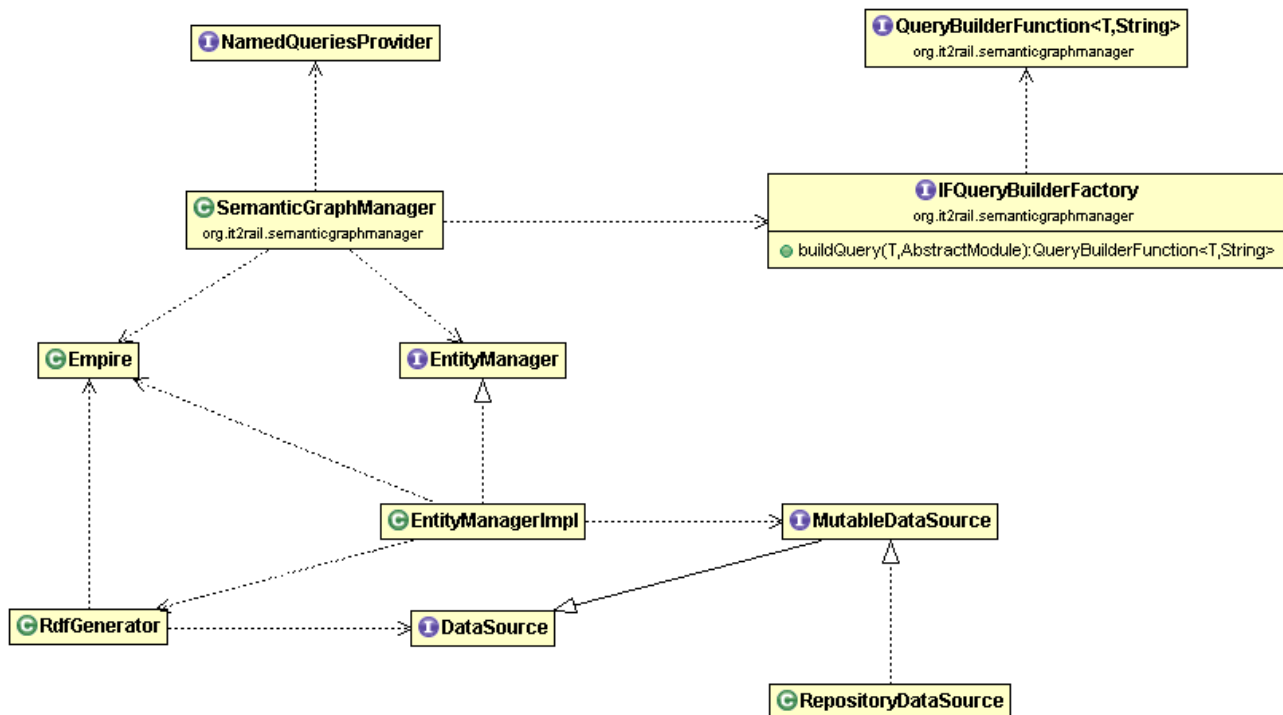 NamedQueriesProvider
QueryBuilderFunction<T,String>
org.it2rail.semanticgraphmanager
SemanticGraphManager
org.it2rail.semanticgraphmanager
IFQueryBuilderFactory
org.it2rail.semanticgraphmanager
buildQuery(T,AbstractModule):QueryBuilderFunction<T,String>
Empire
EntityManager
EntityManagerImpl
MutableDataSource
RdfGenerator
DataSource
RepositoryDataSource